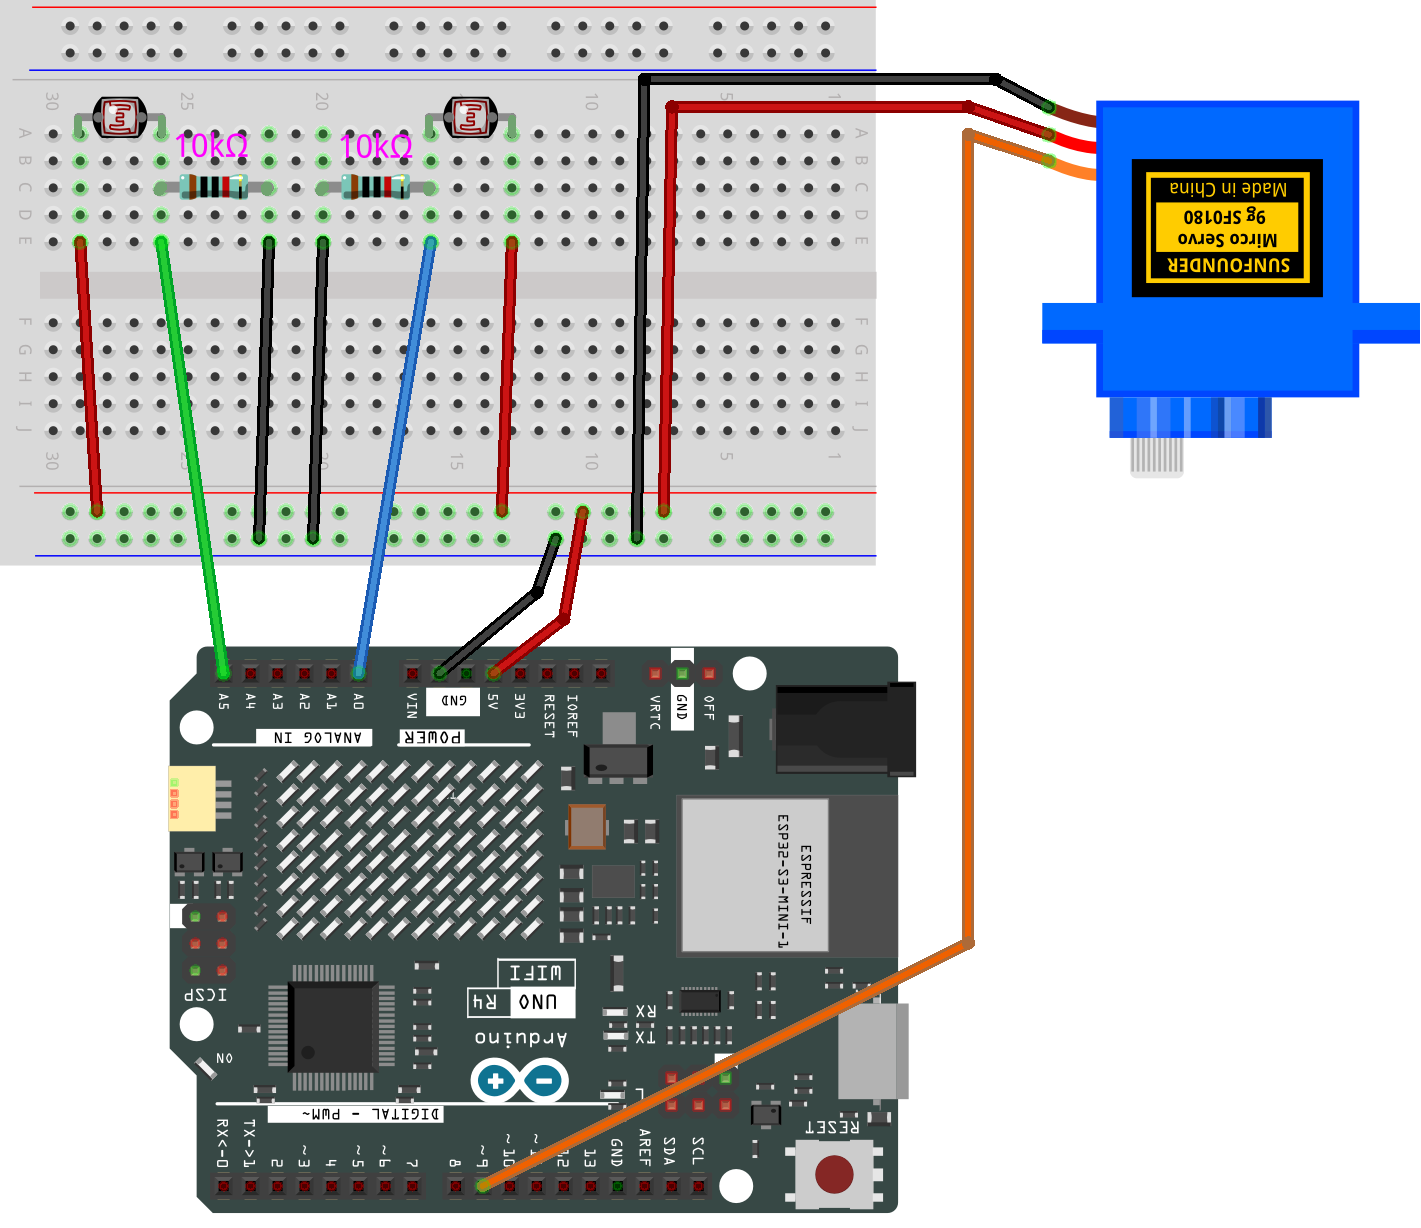 30 25 20 10 5 1
A A
B B
C C
D D
E E
10kΩ 10kΩ
F F
G G
H H
I I
J J
30 25 20 15 10 5 1
Made in China
9g SF0180
Mirco Servo
SUNFOUNDER
A5 A4 A3 A2 A1 A0 VIN GND 5V 3V3 RESET IOREF VRTC GND OFF
ANALOG IN POWER
ESPRESSIF
ESP32-S3-MINI-1
ICSP
WIFI
UNO R4
Arduino
RX
TX
ON
L
DIGITAL - PWM~
RESET
RX<-0 TX->1 2 ~3 4 ~5 ~6 7 8 ~9 ~10 12 13 GND AREF SDA SCL